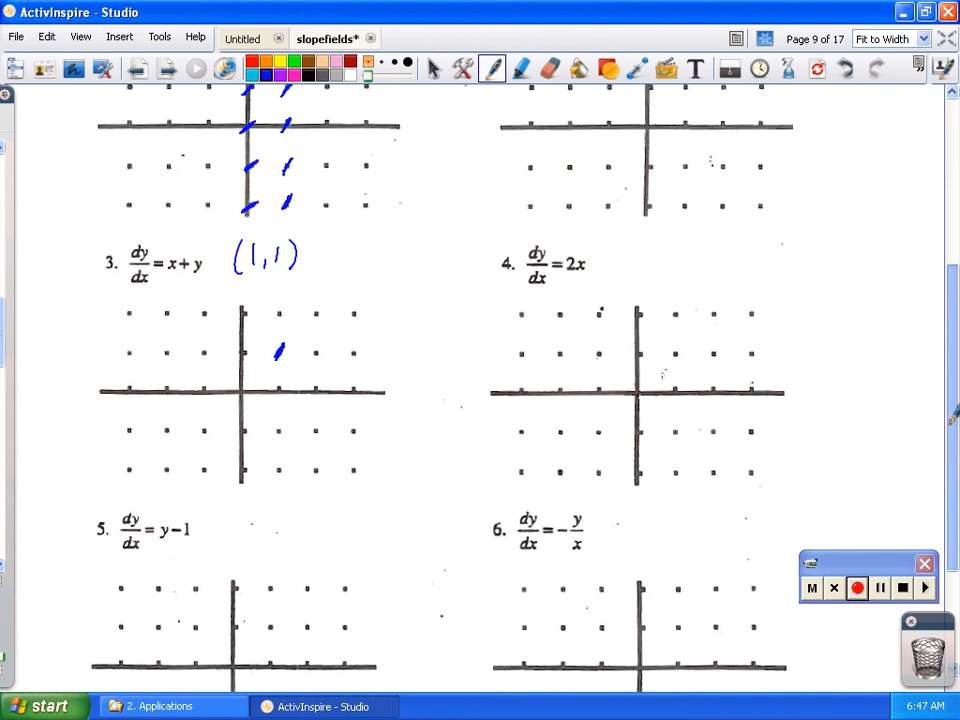 ActivInspire - Studio
File Edit View Insert Tools Help
Untitled
slopefields*
Page 9 of 17
Fit to Width
T
3. dy/dx = x + y (1,1)
4. dy/dx = 2x
5. dy/dx = y - 1
6. dy/dx = - y/x
M
start
2. Applications
ActivInspire - Studio
6:47 AM